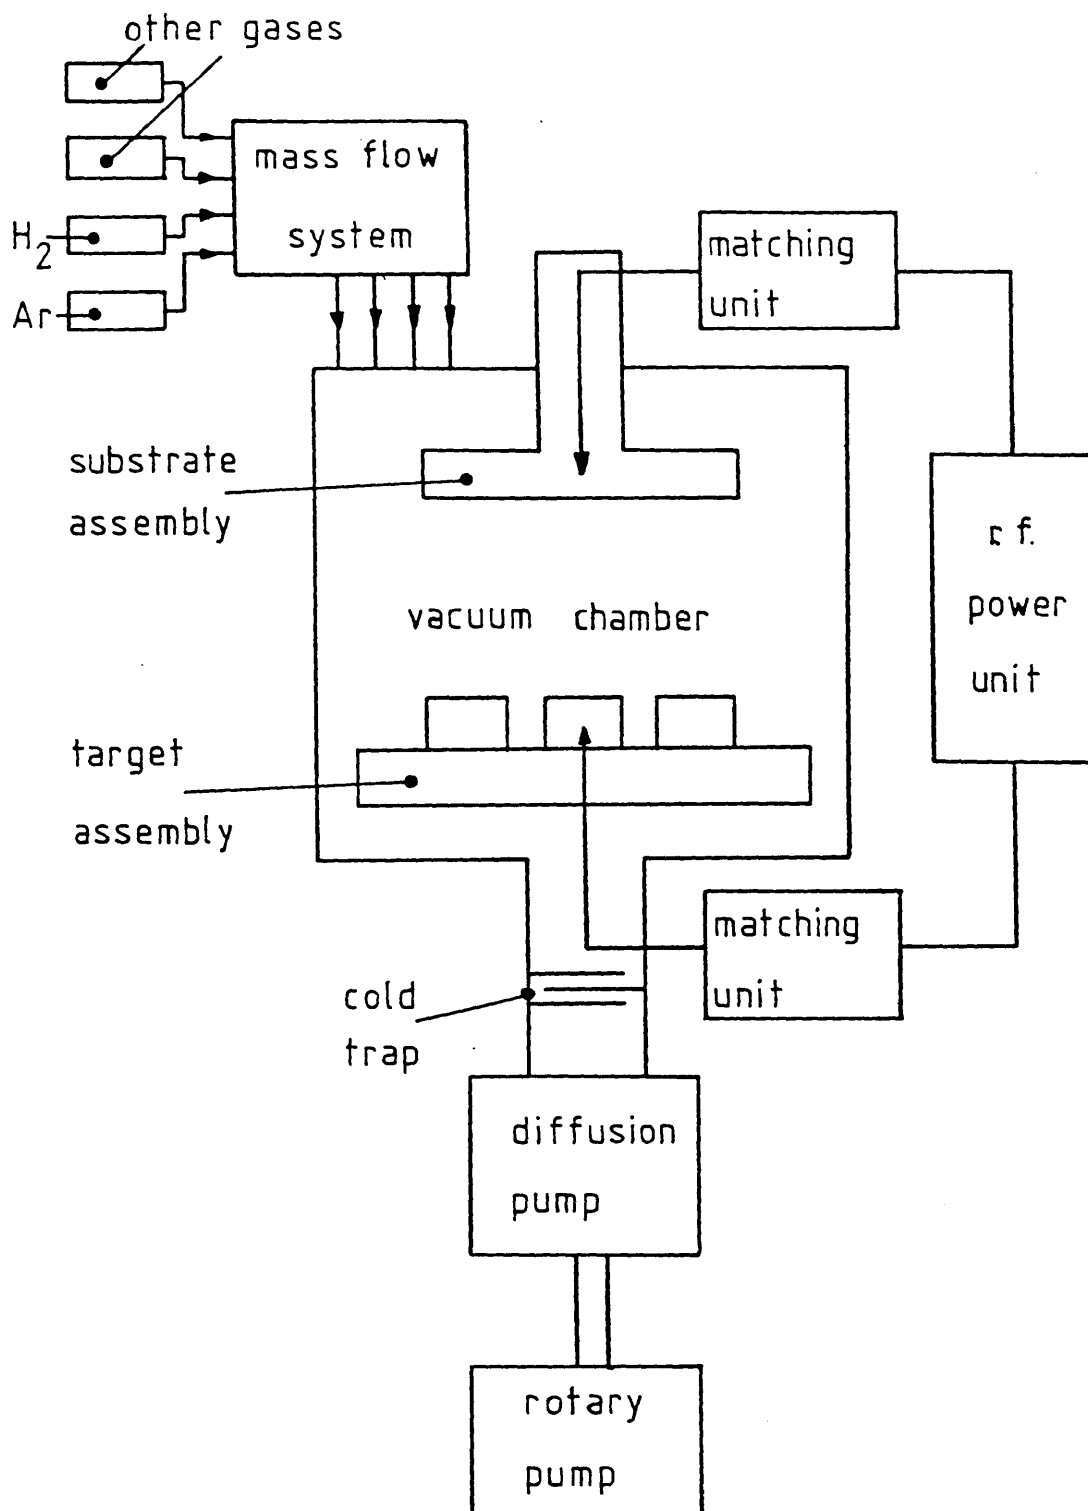 other gases
mass flow
system
H2
Ar
matching
unit
substrate
assembly
r.f.
power
unit
vacuum chamber
target
assembly
matching
unit
cold
trap
diffusion
pump
rotary
pump